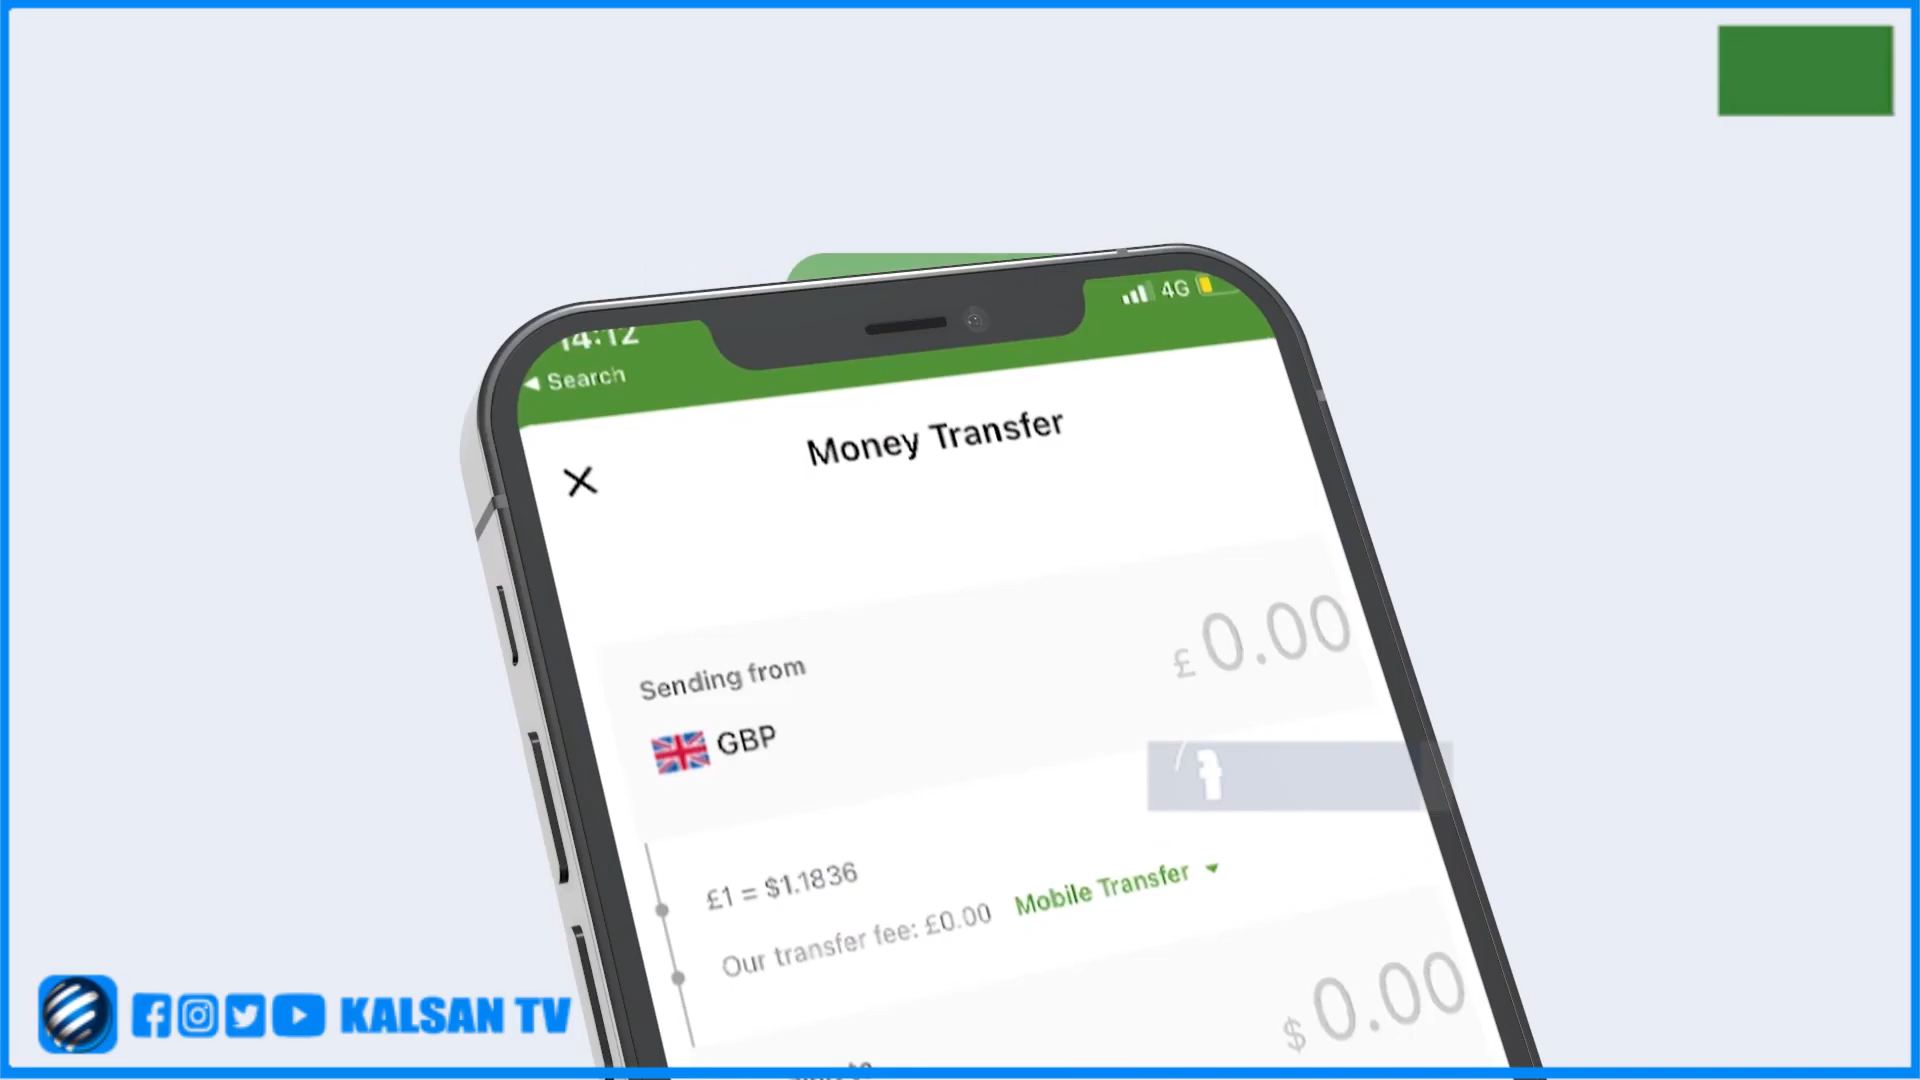 14:12
4G
Search
Money Transfer
Sending from
£ 0.00
GBP
£1 = $1.1836
Our transfer fee: £0.00
Mobile Transfer
$ 0.00
KALSAN TV